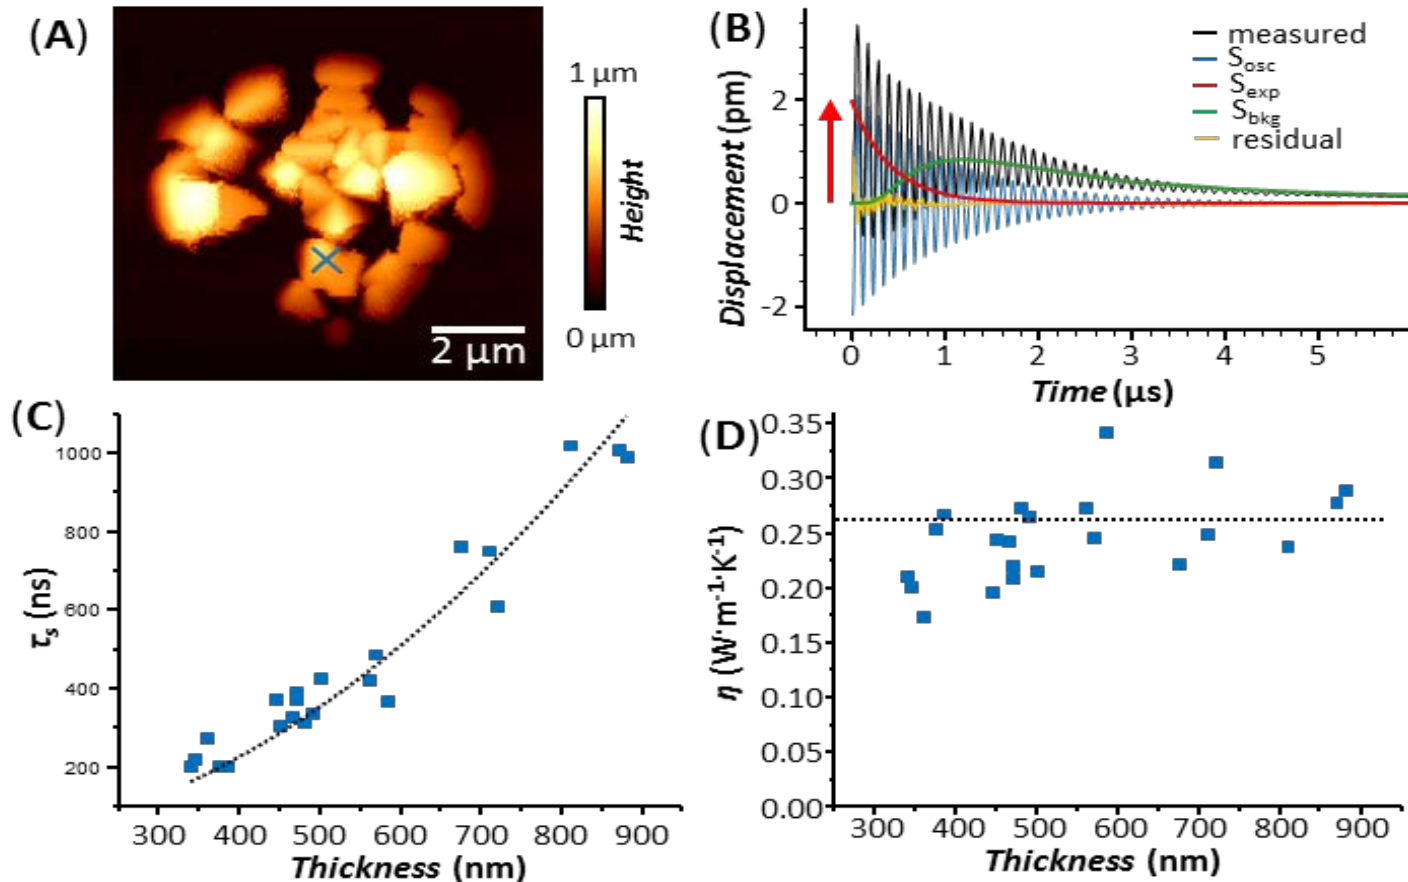 (A)
1 µm
Height
0 µm
2 µm
(B)
Displacement (pm)
2
0
-2
measured
Sosc
Sexp
Sbkg
residual
0 1 2 3 4 5
Time (µs)
(C)
τs (ns)
1000
800
600
400
200
300 400 500 600 700 800 900
Thickness (nm)
(D)
η (W·m-1·K-1)
0.35
0.30
0.25
0.20
0.15
0.10
0.05
0.00
300 400 500 600 700 800 900
Thickness (nm)